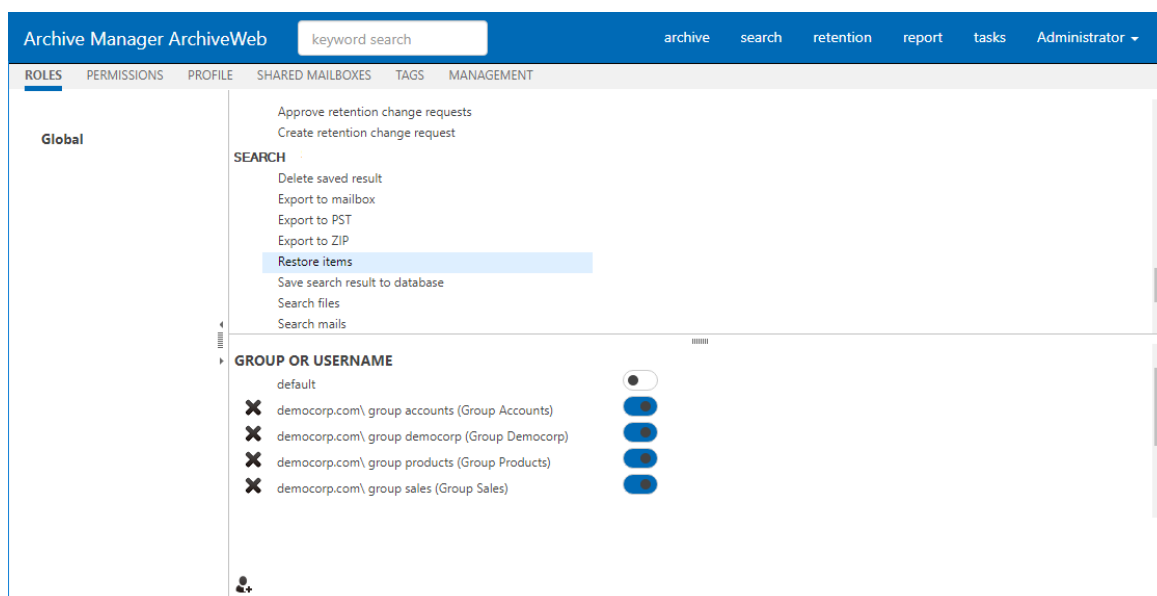 Archive Manager ArchiveWeb keyword search archive search retention report tasks Administrator
ROLES PERMISSIONS PROFILE SHARED MAILBOXES TAGS MANAGEMENT
Global
Approve retention change requests
Create retention change request
SEARCH
Delete saved result
Export to mailbox
Export to PST
Export to ZIP
Restore items
Save search result to database
Search files
Search mails
GROUP OR USERNAME
default
democorp.com\ group accounts (Group Accounts)
democorp.com\ group democorp (Group Democorp)
democorp.com\ group products (Group Products)
democorp.com\ group sales (Group Sales)